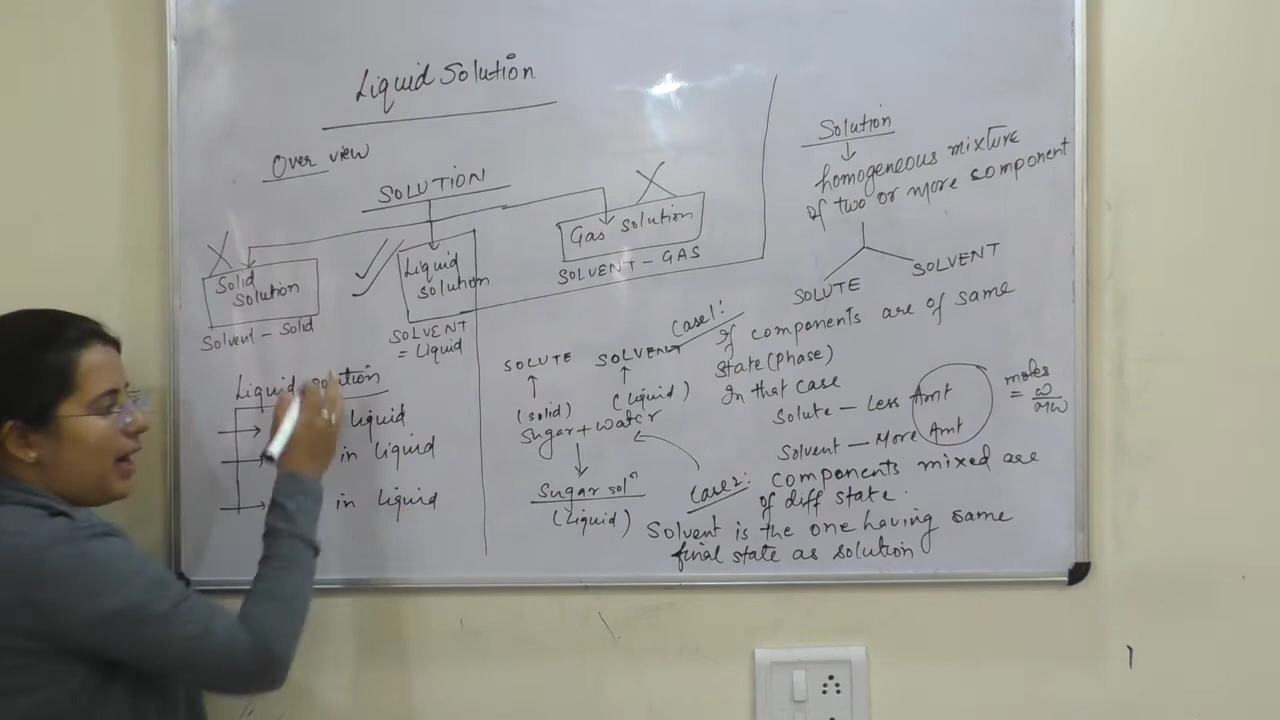 Liquid Solution
Over view
SOLUTION
Solid
solution
Solvent - Solid
Liquid
solution
SOLVENT
= Liquid
Gas solution
SOLVENT - GAS
Liquid solution
liquid
in liquid
in liquid
Solution
homogeneous mixture
of two or more component
SOLUTE
SOLVENT
SOLUTE SOLVENT
(solid) (liquid)
Sugar + water
Sugar solⁿ
(Liquid)
Case 1:
If components are of same
State (phase)
In that case
Solute - Less Amt
Solvent - More Amt
moles
= w/MW
Case 2: components mixed are
of diff state.
Solvent is the one having same
final state as solution